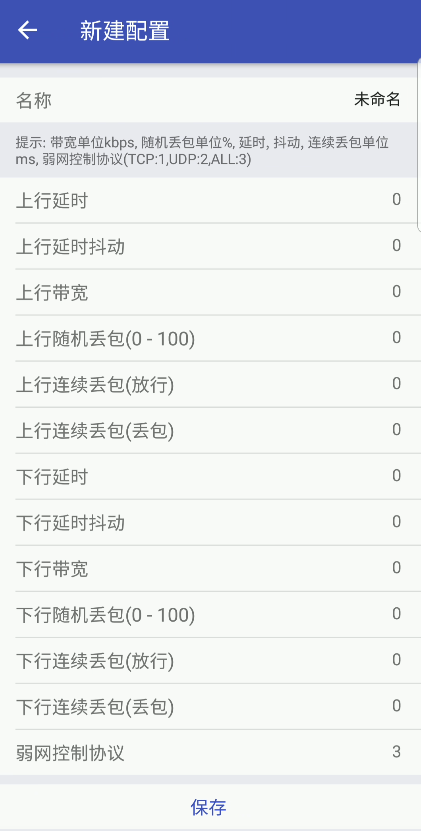 新建配置
名称 未命名
提示: 带宽单位kbps, 随机丢包单位%, 延时, 抖动, 连续丢包单位
ms, 弱网控制协议(TCP:1,UDP:2,ALL:3)
上行延时 0
上行延时抖动 0
上行带宽 0
上行随机丢包(0 - 100) 0
上行连续丢包(放行) 0
上行连续丢包(丢包) 0
下行延时 0
下行延时抖动 0
下行带宽 0
下行随机丢包(0 - 100) 0
下行连续丢包(放行) 0
下行连续丢包(丢包) 0
弱网控制协议 3
保存